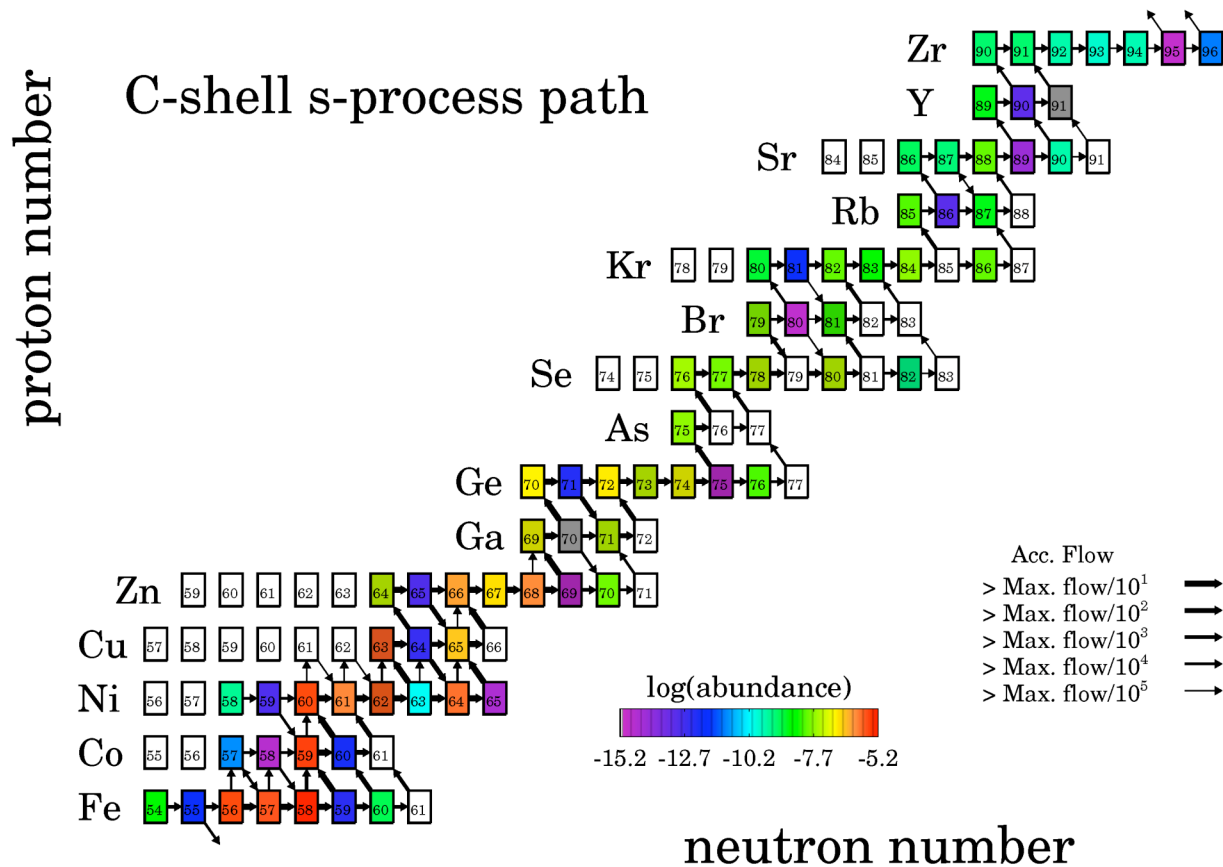 Zr 90 91 92 93 94 95 96
C-shell s-process path
Y 89 90 91
Sr 84 85 86 87 88 89 90 91
Rb 85 86 87 88
proton number
Kr 78 79 80 81 82 83 84 85 86 87
Br 79 80 81 82 83
Se 74 75 76 77 78 79 80 81 82 83
As 75 76 77
Ge 70 71 72 73 74 75 76 77
Ga 69 70 71 72
Zn 59 60 61 62 63 64 65 66 67 68 69 70 71
Cu 57 58 59 60 61 62 63 64 65 66
Ni 56 57 58 59 60 61 62 63 64 65
Co 55 56 57 58 59 60 61
Fe 54 55 56 57 58 59 60 61
Acc. Flow
> Max. flow/10¹
> Max. flow/10²
> Max. flow/10³
> Max. flow/10⁴
> Max. flow/10⁵
log(abundance)
-15.2 -12.7 -10.2 -7.7 -5.2
neutron number